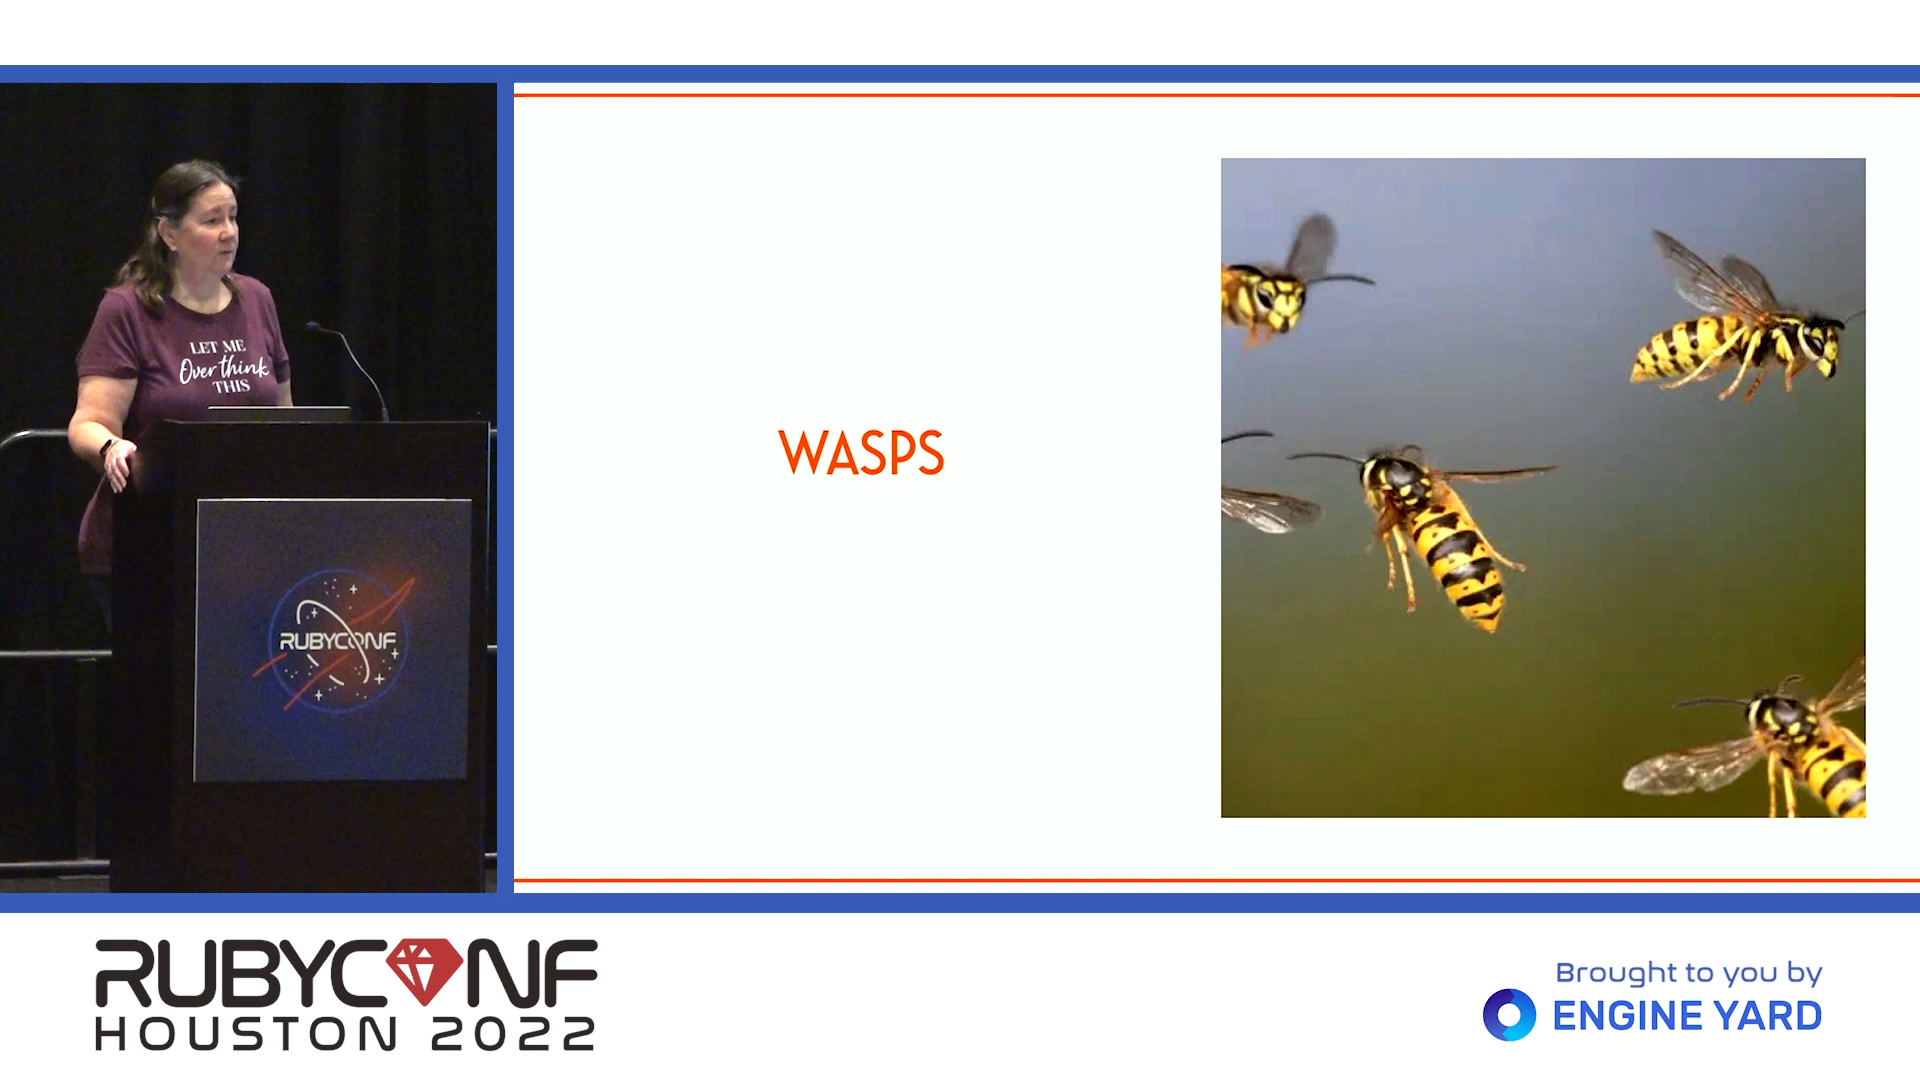 LET ME
Over think
THIS
RUBYCONF
WASPS
RUBYCONF
HOUSTON 2022
Brought to you by
ENGINE YARD